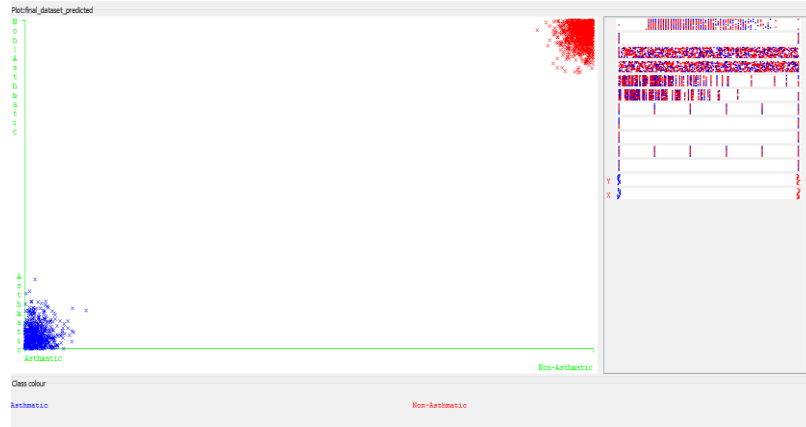 Plot:final_dataset_predicted
Non-Asthmatic
Asthmatic
Asthmatic
Non-Asthmatic
Y
X
Class colour
Asthmatic
Non-Asthmatic